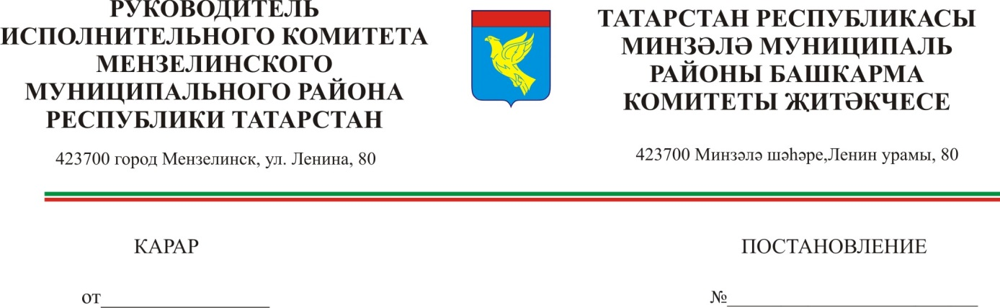 РУКОВОДИТЕЛЬ
ИСПОЛНИТЕЛЬНОГО КОМИТЕТА
МЕНЗЕЛИНСКОГО
МУНИЦИПАЛЬНОГО РАЙОНА
РЕСПУБЛИКИ ТАТАРСТАН
423700 город Мензелинск, ул. Ленина, 80
ТАТАРСТАН РЕСПУБЛИКАСЫ
МИНЗӘЛӘ МУНИЦИПАЛЬ
РАЙОНЫ БАШКАРМА
КОМИТЕТЫ ҖИТӘКЧЕСЕ
423700 Минзәлә шәһәре,Ленин урамы, 80
КАРАР
ПОСТАНОВЛЕНИЕ
от_________________
№_________________________